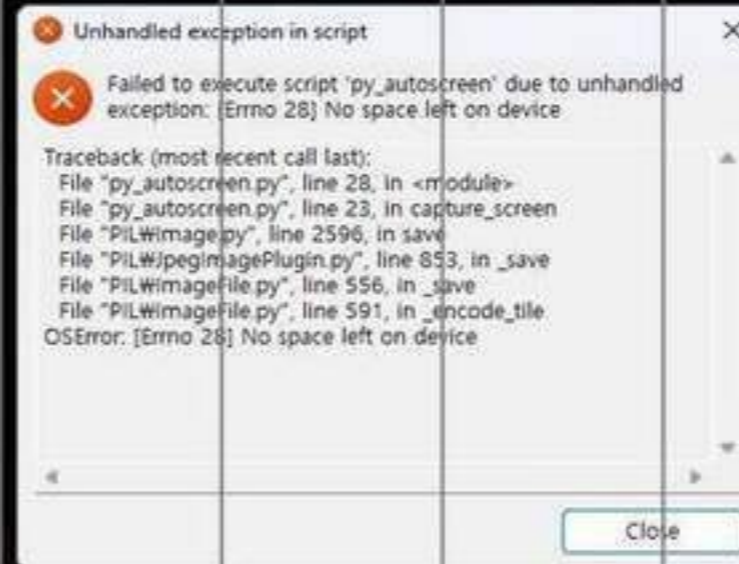 Unhandled exception in script
Failed to execute script 'py_autoscreen' due to unhandled
exception: [Errno 28] No space left on device
Traceback (most recent call last):
File "py_autoscreen.py", line 28, in <module>
File "py_autoscreen.py", line 23, in capture_screen
File "PIL₩Image.py", line 2596, in save
File "PIL₩JpegImagePlugin.py", line 853, in _save
File "PIL₩ImageFile.py", line 556, in _save
File "PIL₩ImageFile.py", line 591, in _encode_tile
OSError: [Errno 28] No space left on device
Close